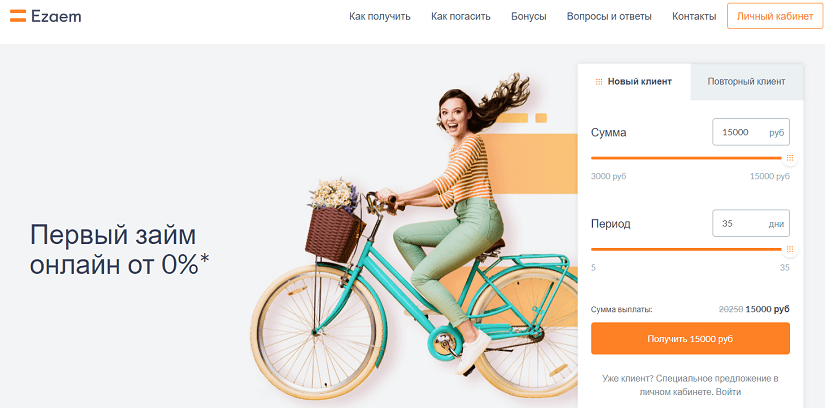 Ezaem
Как получить Как погасить Бонусы Вопросы и ответы Контакты Личный кабинет
Новый клиент Повторный клиент
Сумма 15000 руб
3000 руб 15000 руб
Период 35 дни
5 35
Первый займ
онлайн от 0%*
Сумма выплаты: 20250 15000 руб
Получить 15000 руб
Уже клиент? Специальное предложение в
личном кабинете. Войти